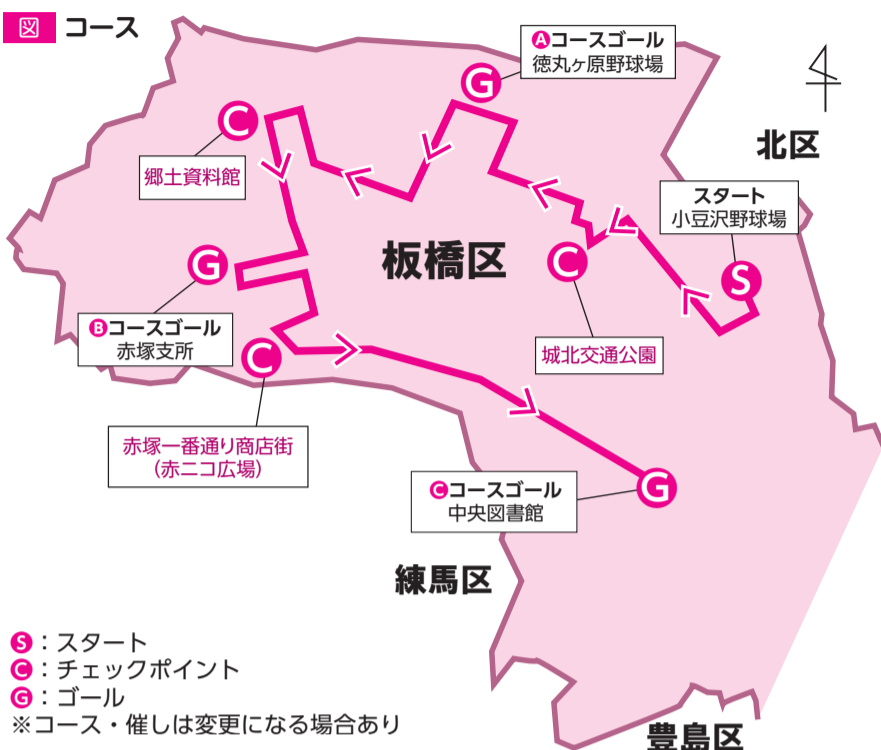 図 コース
Ⓐコースゴール
徳丸ヶ原野球場
G
C
北区
郷土資料館
スタート
小豆沢野球場
板橋区
G
C
S
Ⓑコースゴール
赤塚支所
城北交通公園
C
赤塚一番通り商店街
(赤ニコ広場)
Ⓒコースゴール
中央図書館
G
練馬区
Ⓢ：スタート
Ⓒ：チェックポイント
Ⓖ：ゴール
※コース・催しは変更になる場合あり
豊島区